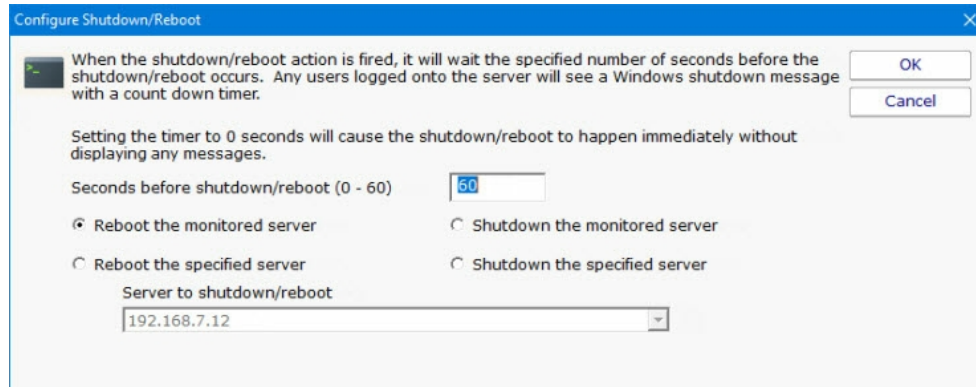 Configure Shutdown/Reboot
When the shutdown/reboot action is fired, it will wait the specified number of seconds before the
shutdown/reboot occurs. Any users logged onto the server will see a Windows shutdown message
with a count down timer.
OK
Cancel
Setting the timer to 0 seconds will cause the shutdown/reboot to happen immediately without
displaying any messages.
Seconds before shutdown/reboot (0 - 60) 60
Reboot the monitored server Shutdown the monitored server
Reboot the specified server Shutdown the specified server
Server to shutdown/reboot
192.168.7.12